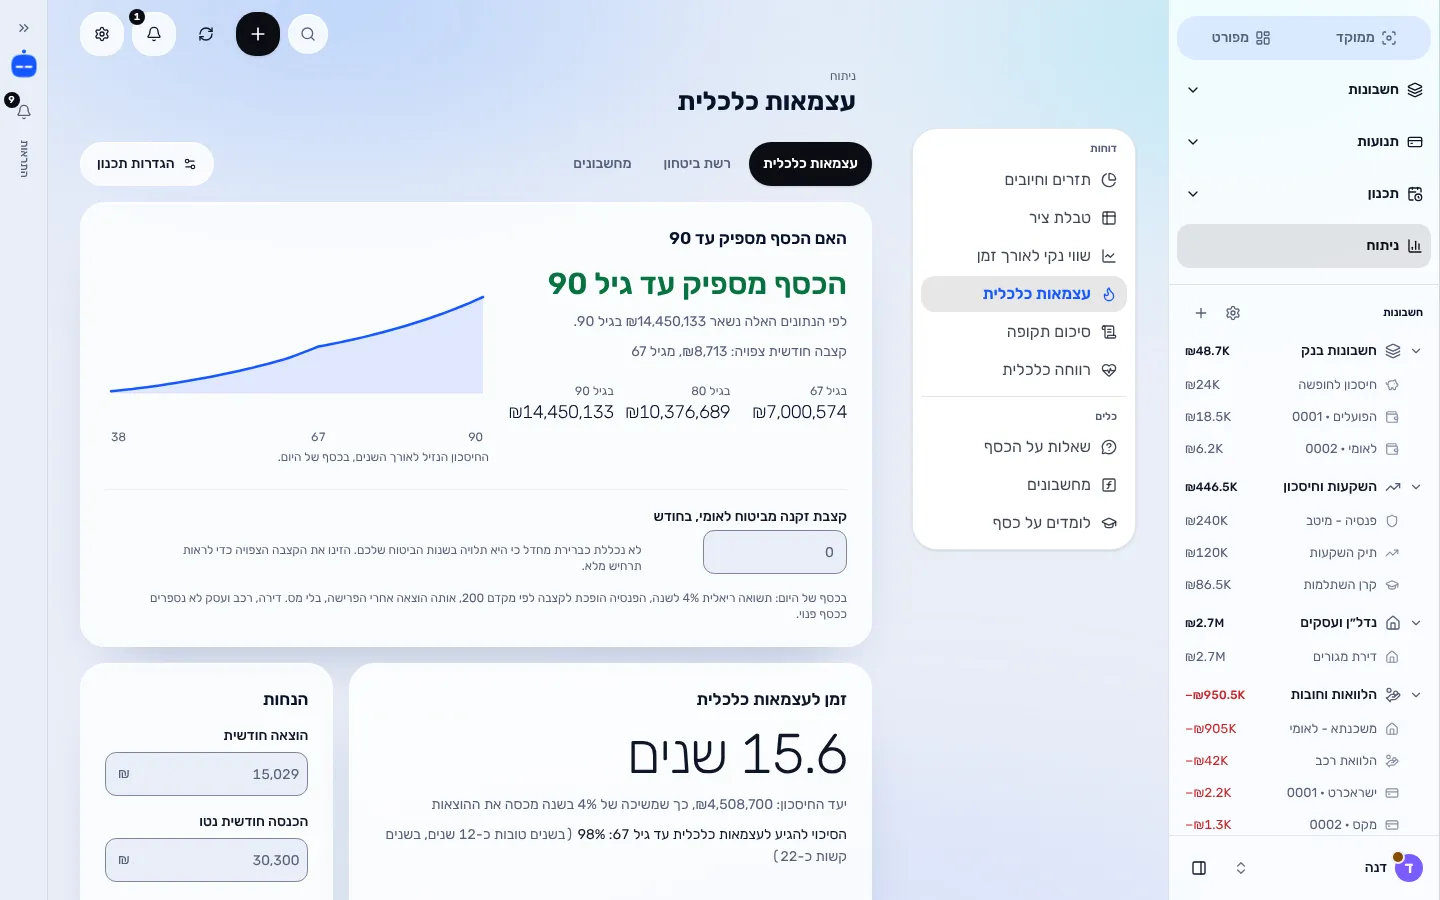 ממוקד
מפורט
חשבונות
תנועות
תכנון
ניתוח
חשבונות
חשבונות בנק ₪48.7K
חיסכון לחופשה ₪24K
הפועלים • 0001 ₪18.5K
לאומי • 0002 ₪6.2K
השקעות וחיסכון ₪446.5K
פנסיה - מיטב ₪240K
תיק השקעות ₪120K
קרן השתלמות ₪86.5K
נדל״ן ועסקים ₪2.7M
דירת מגורים ₪2.7M
הלוואות וחובות −₪950.5K
משכנתא - לאומי −₪905K
הלוואת רכב −₪42K
ישראכרט • 0001 −₪2.2K
מקס • 0002 −₪1.3K
ד
דנה
דוחות
תזרים וחיובים
טבלת ציר
שווי נקי לאורך זמן
עצמאות כלכלית
סיכום תקופה
רווחה כלכלית
כלים
שאלות על הכסף
מחשבונים
לומדים על כסף
1
ניתוח
עצמאות כלכלית
עצמאות כלכלית
רשת ביטחון
מחשבונים
הגדרות תכנון
האם הכסף מספיק עד 90
הכסף מספיק עד גיל 90
לפי הנתונים האלה נשאר ₪14,450,133 בגיל 90.
קצבה חודשית צפויה: ₪8,713, מגיל 67
בגיל 67 בגיל 80 בגיל 90
₪7,000,574 ₪10,376,689 ₪14,450,133
38 67 90
החיסכון הנזיל לאורך השנים, בכסף של היום.
קצבת זקנה מביטוח לאומי, בחודש
0
לא נכללת כברירת מחדל כי היא תלויה בשנות הביטוח שלכם. הזינו את הקצבה הצפויה כדי לראות
תרחיש מלא.
בכסף של היום: תשואה ריאלית 4% לשנה, הפנסיה הופכת לקצבה לפי מקדם 200, אותה הוצאה אחרי הפרישה, בלי מס. דירה, רכב ועסק לא נספרים
ככסף פנוי.
זמן לעצמאות כלכלית
15.6 שנים
יעד החיסכון: ₪4,508,700, כך שמשיכה של 4% בשנה מכסה את ההוצאות
הסיכוי להגיע לעצמאות כלכלית עד גיל 67: 98% (בשנים טובות כ-12 שנים, בשנים
קשות כ-22)
הנחות
הוצאה חודשית
15,029 ₪
הכנסה חודשית נטו
30,300 ₪
9
התראות